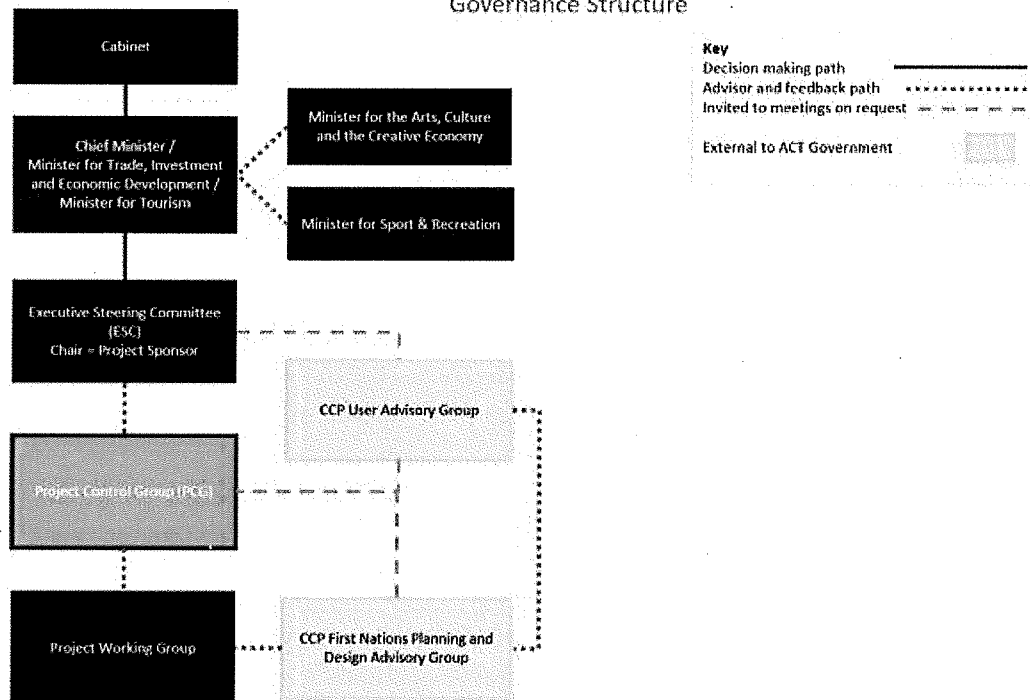 Governance Structure
Cabinet
Key
Decision making path
Advisor and feedback path
Invited to meetings on request
External to ACT Government
Minister for the Arts, Culture
and the Creative Economy
Chief Minister /
Minister for Trade, Investment
and Economic Development /
Minister for Tourism
Minister for Sport & Recreation
Executive Steering Committee
(ESC)
Chair = Project Sponsor
CCP User Advisory Group
Project Control Group (PCG)
Project Working Group
CCP First Nations Planning and
Design Advisory Group